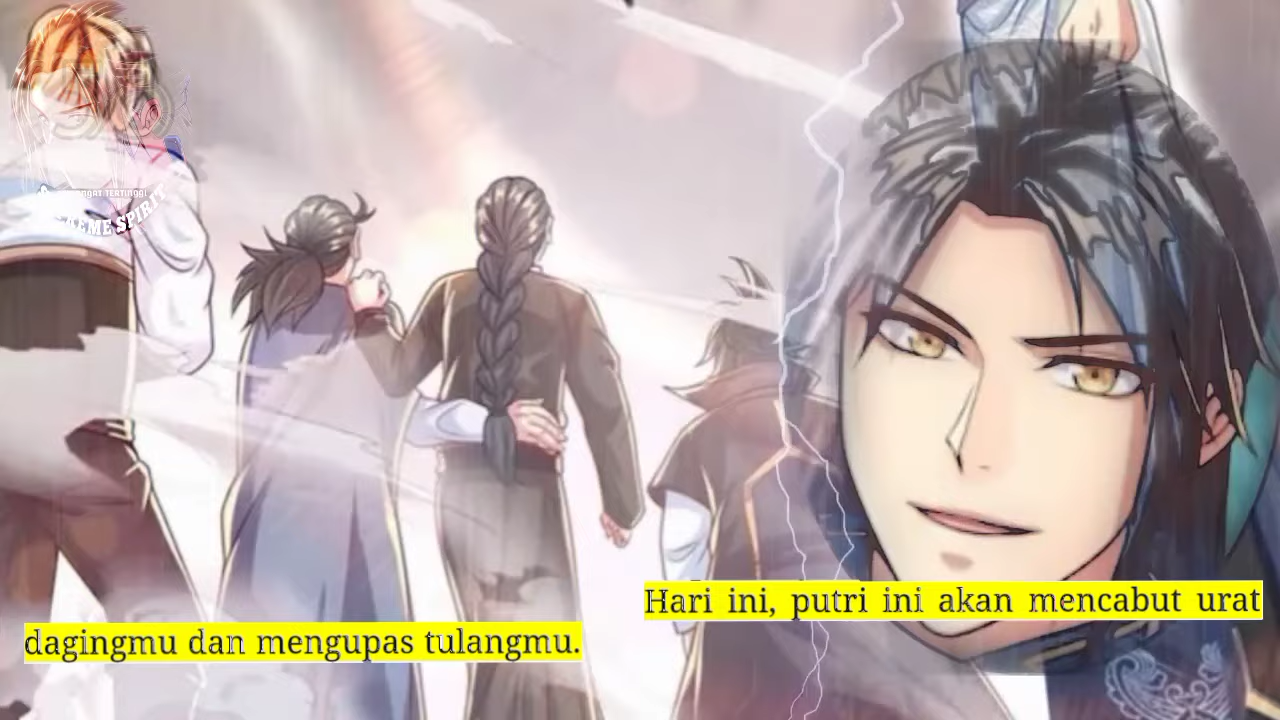 Hari ini, putri ini akan mencabut urat
dagingmu dan mengupas tulangmu.